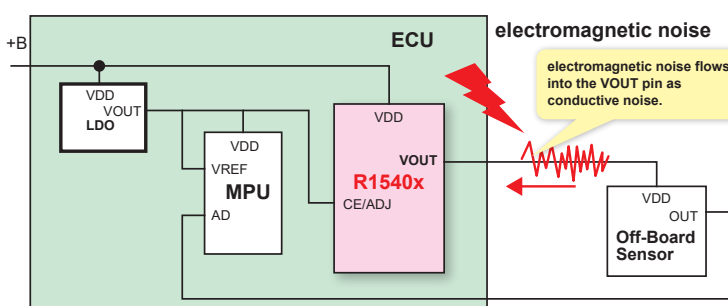 ECU
electromagnetic noise
+B
electromagnetic noise flows
into the VOUT pin as
conductive noise.
VDD
VOUT
LDO
VDD
VREF
MPU
AD
VDD
VOUT
R1540x
CE/ADJ
VDD
OUT
Off-Board
Sensor